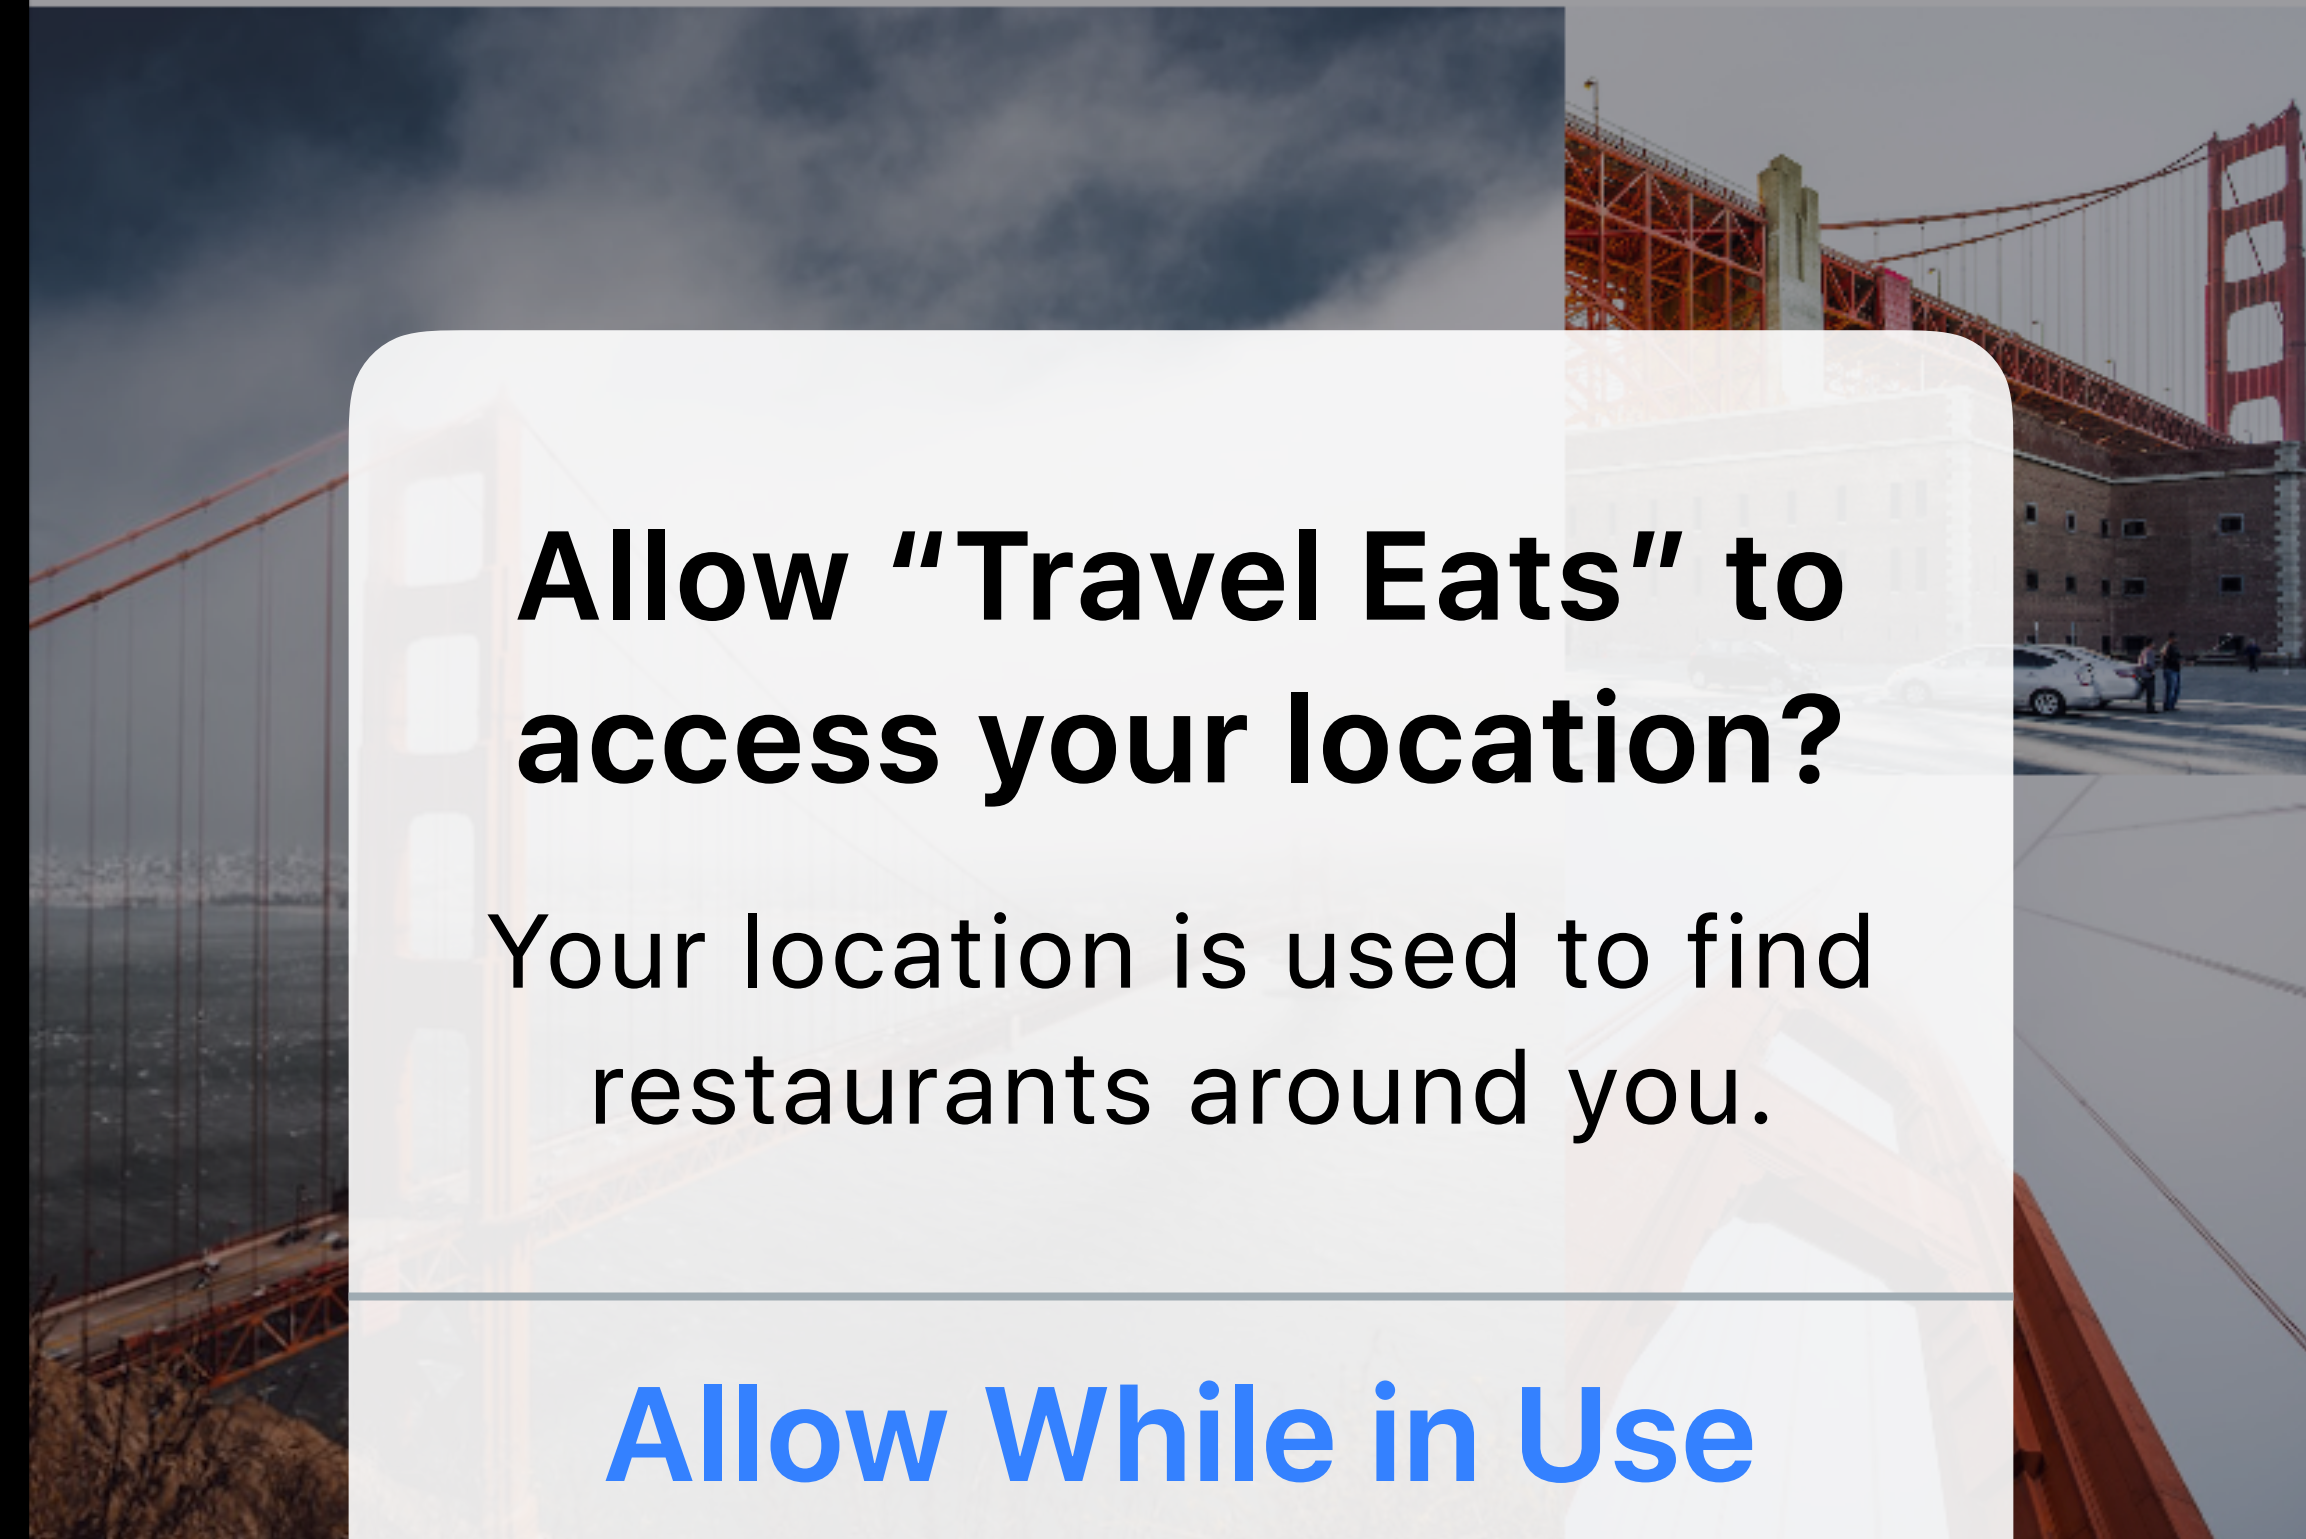 Allow “Travel Eats” to
access your location?
Your location is used to find
restaurants around you.
Allow While in Use